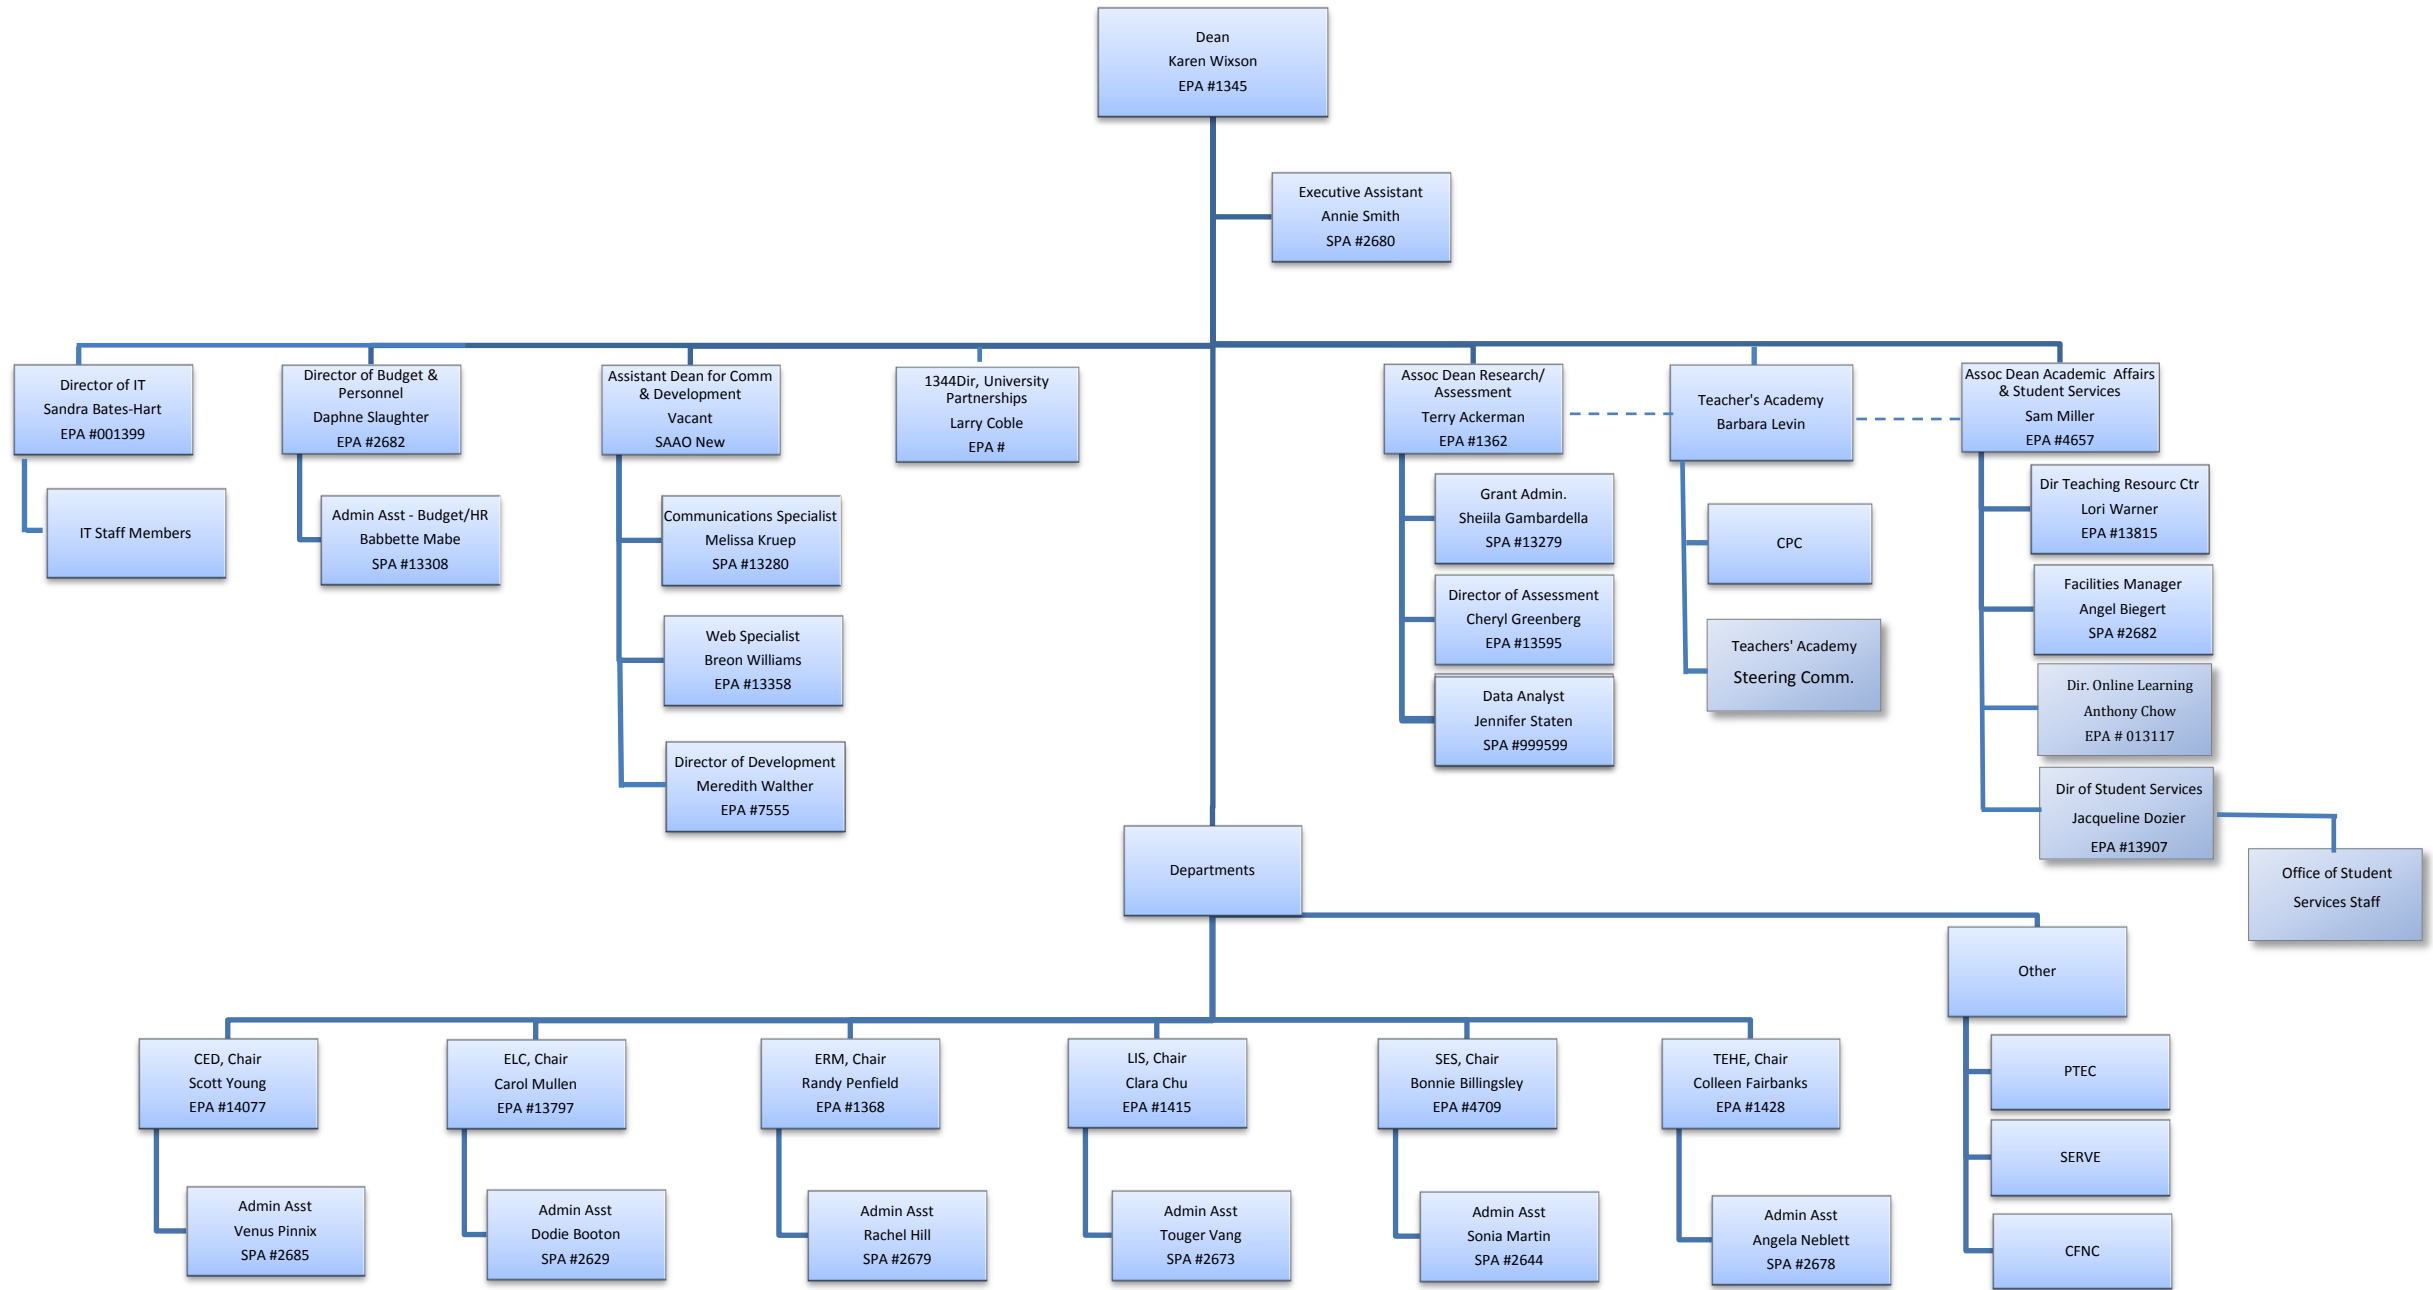 Dean
Karen Wixson
EPA #1345
Executive Assistant
Annie Smith
SPA #2680
Director of IT
Sandra Bates-Hart
EPA #001399
IT Staff Members
Director of Budget &
Personnel
Daphne Slaughter
EPA #2682
Admin Asst - Budget/HR
Babbette Mabe
SPA #13308
Assistant Dean for Comm
& Development
Vacant
SAAO New
Communications Specialist
Melissa Kruep
SPA #13280
Web Specialist
Breon Williams
EPA #13358
Director of Development
Meredith Walther
EPA #7555
1344Dir, University
Partnerships
Larry Coble
EPA #
Assoc Dean Research/
Assessment
Terry Ackerman
EPA #1362
Grant Admin.
Sheiila Gambardella
SPA #13279
Director of Assessment
Cheryl Greenberg
EPA #13595
Data Analyst
Jennifer Staten
SPA #999599
Teacher's Academy
Barbara Levin
CPC
Teachers' Academy
Steering Comm.
Assoc Dean Academic Affairs
& Student Services
Sam Miller
EPA #4657
Dir Teaching Resourc Ctr
Lori Warner
EPA #13815
Facilities Manager
Angel Biegert
SPA #2682
Dir. Online Learning
Anthony Chow
EPA # 013117
Dir of Student Services
Jacqueline Dozier
EPA #13907
Office of Student
Services Staff
Departments
Other
PTEC
SERVE
CFNC
CED, Chair
Scott Young
EPA #14077
Admin Asst
Venus Pinnix
SPA #2685
ELC, Chair
Carol Mullen
EPA #13797
Admin Asst
Dodie Booton
SPA #2629
ERM, Chair
Randy Penfield
EPA #1368
Admin Asst
Rachel Hill
SPA #2679
LIS, Chair
Clara Chu
EPA #1415
Admin Asst
Touger Vang
SPA #2673
SES, Chair
Bonnie Billingsley
EPA #4709
Admin Asst
Sonia Martin
SPA #2644
TEHE, Chair
Colleen Fairbanks
EPA #1428
Admin Asst
Angela Neblett
SPA #2678